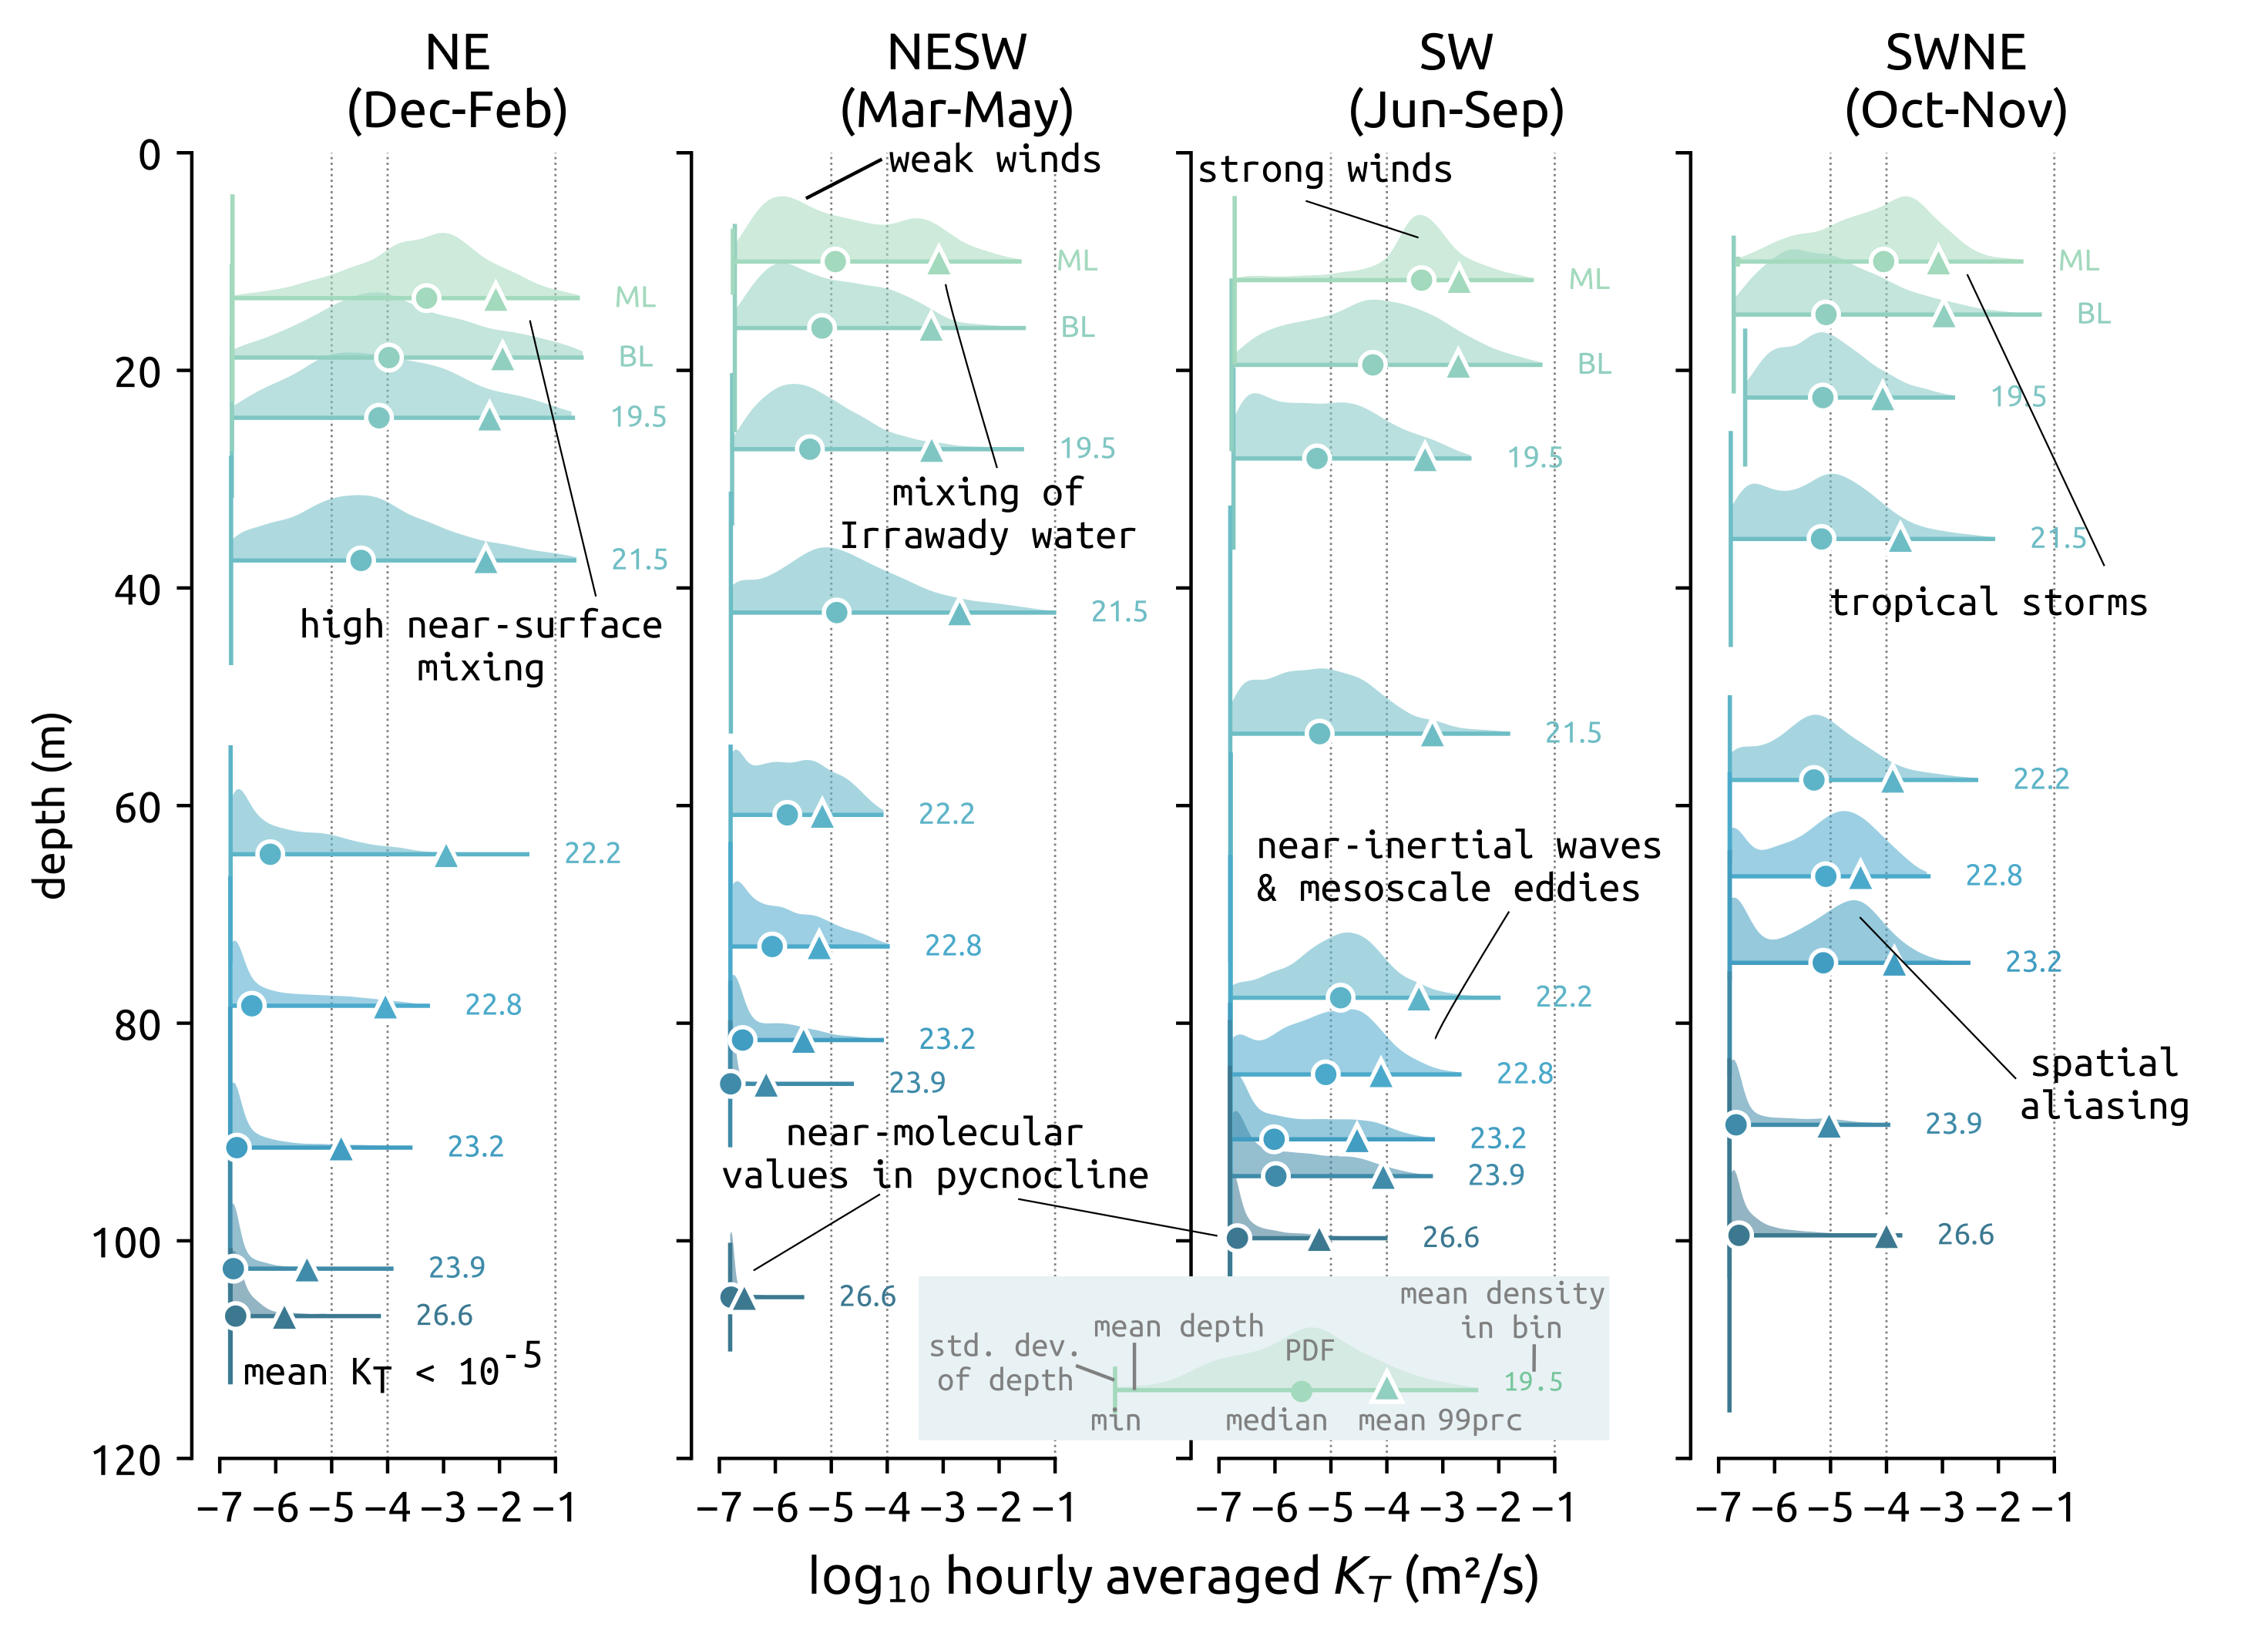 NE
(Dec-Feb)
NESW
(Mar-May)
SW
(Jun-Sep)
SWNE
(Oct-Nov)
depth (m)
0
20
40
60
80
100
120
ML
BL
19.5
21.5
high near-surface
mixing
22.2
22.8
23.2
23.9
26.6
mean K_T < 10^-5
−7 −6 −5 −4 −3 −2 −1
weak winds
ML
BL
19.5
mixing of
Irrawady water
21.5
22.2
22.8
23.2
23.9
near-molecular
values in pycnocline
26.6
−7 −6 −5 −4 −3 −2 −1
strong winds
ML
BL
19.5
21.5
near-inertial waves
& mesoscale eddies
22.2
22.8
23.2
23.9
26.6
mean density
in bin
mean depth
std. dev.
of depth
PDF
19.5
min
median
mean
99prc
−7 −6 −5 −4 −3 −2 −1
ML
BL
19.5
21.5
tropical storms
22.2
22.8
23.2
spatial
aliasing
23.9
26.6
−7 −6 −5 −4 −3 −2 −1
log₁₀ hourly averaged K_T (m²/s)